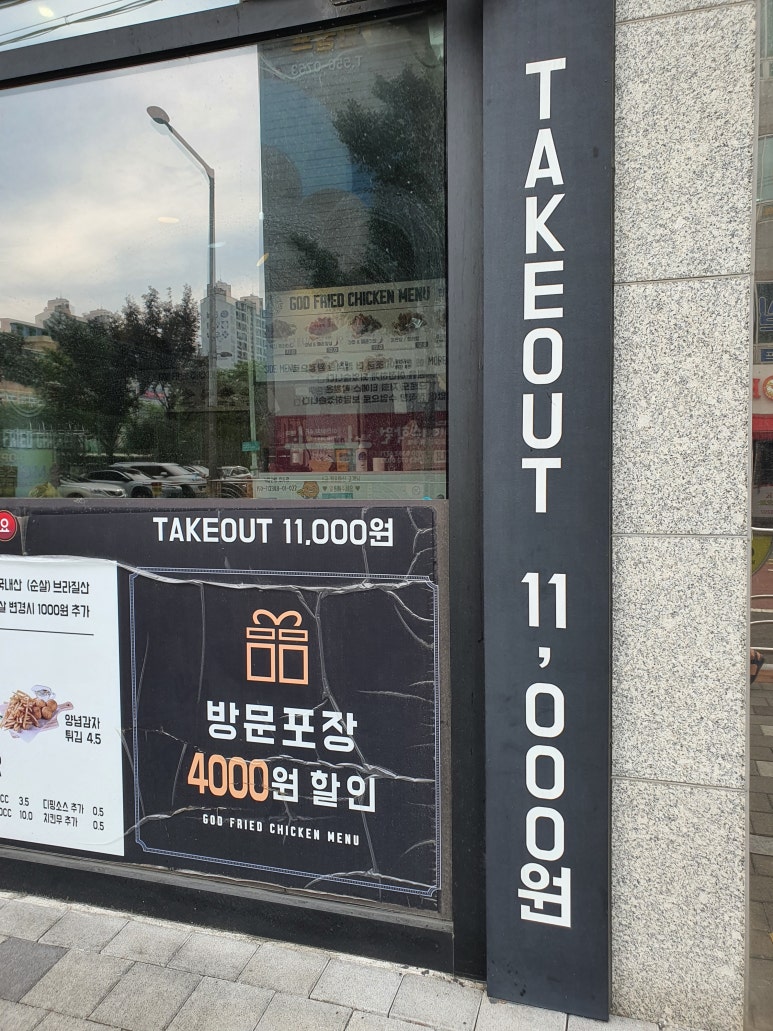 GOD FRIED CHICKEN MENU
TAKEOUT 11,000원
요
TAKEOUT 11,000원
국내산 (순살) 브라질산
살 변경시 1000원 추가
양념감자
튀김 4.5
CC 3.5 디핑소스 추가 0.5
0CC 10.0 치킨무 추가 0.5
방문포장
4000원 할인
GOD FRIED CHICKEN MENU